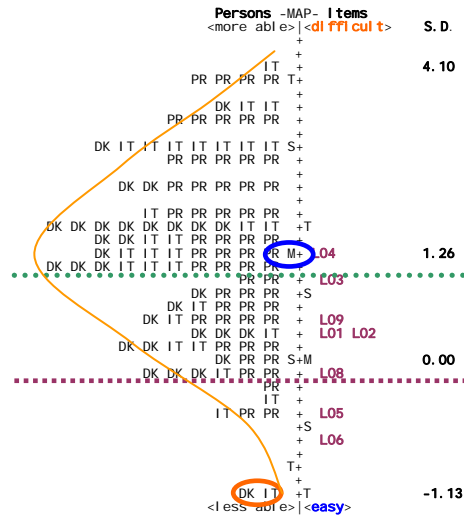 Persons -MAP- Items
<more able>|<difficult> S.D.
+
IT + 4.10
PR PR PR PR T+
+
DK IT IT +
PR PR PR PR PR +
+
DK IT IT IT IT IT IT IT S+
PR PR PR PR PR +
+
DK DK PR PR PR PR PR +
+
IT PR PR PR PR PR +
DK DK DK DK DK DK DK DK IT IT +T
DK DK IT IT PR PR PR PR +
DK IT IT IT PR PR PR PR M+ L04 1.26
DK DK DK DK IT IT PR PR PR PR +
PR PR + L03
DK PR PR PR +S
DK IT PR PR PR +
DK IT PR PR PR PR + L09
DK DK DK IT + L01 L02
DK DK IT IT PR PR PR +
DK PR PR S+M 0.00
DK DK DK IT PR PR + L08
PR +
IT +
IT PR PR + L05
+S
+ L06
+
T+
+
DK IT +T -1.13
<less able>|<easy>